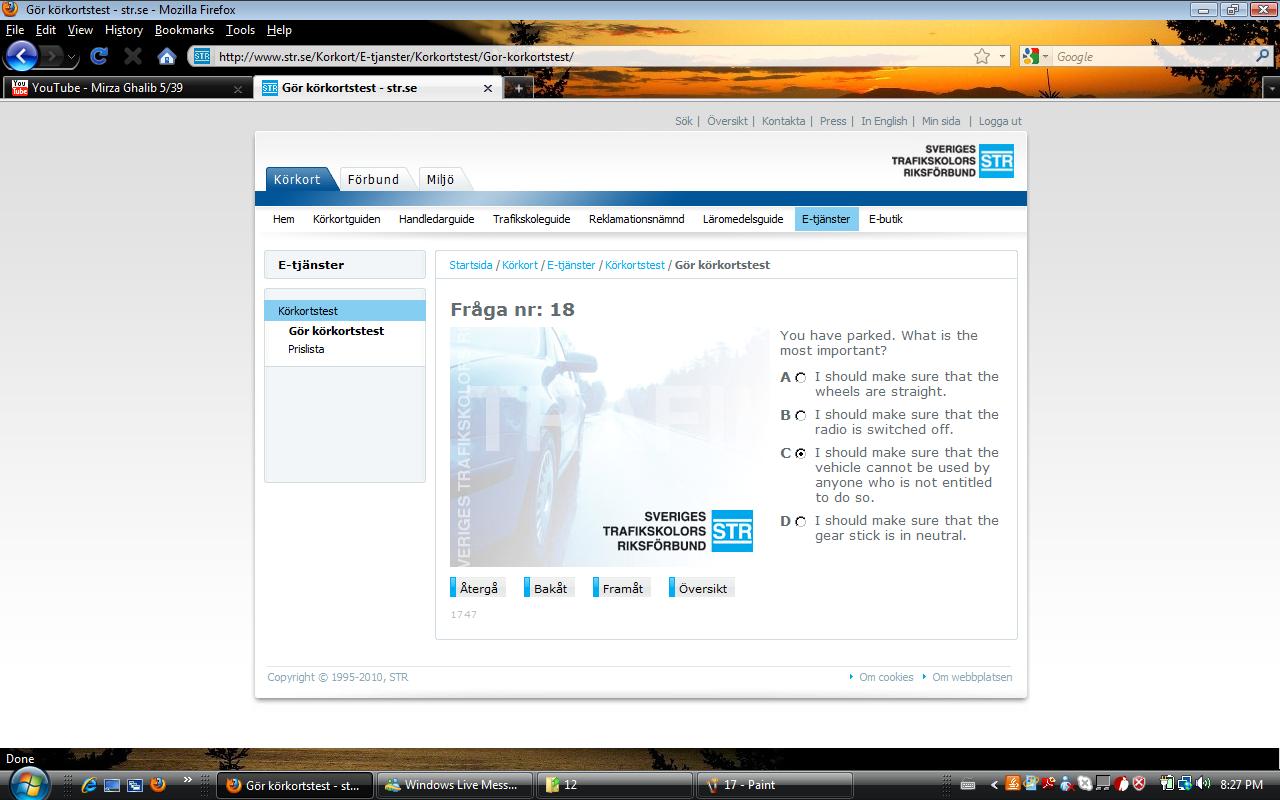 Gör körkortstest - str.se - Mozilla Firefox
File Edit View History Bookmarks Tools Help
STR http://www.str.se/Korkort/E-tjanster/Korkortstest/Gor-korkortstest/ Google
YouTube - Mirza Ghalib 5/39
STR Gör körkortstest - str.se
Sök | Översikt | Kontakta | Press | In English | Min sida | Logga ut
SVERIGES
TRAFIKSKOLORS
RIKSFÖRBUND
STR
Körkort Förbund Miljö
Hem Körkortguiden Handledarguide Trafikskoleguide Reklamationsnämnd Läromedelsguide E-tjänster E-butik
E-tjänster
Körkortstest
Gör körkortstest
Prislista
Startsida / Körkort / E-tjänster / Körkortstest / Gör körkortstest
Fråga nr: 18
SVERIGES
TRAFIKSKOLORS
RIKSFÖRBUND
STR
You have parked. What is the
most important?
A I should make sure that the
wheels are straight.
B I should make sure that the
radio is switched off.
C I should make sure that the
vehicle cannot be used by
anyone who is not entitled
to do so.
D I should make sure that the
gear stick is in neutral.
Återgå Bakåt Framåt Översikt
1747
Copyright © 1995-2010, STR
Om cookies Om webbplatsen
Done
Gör körkortstest - st... Windows Live Mess... 12 17 - Paint 8:27 PM